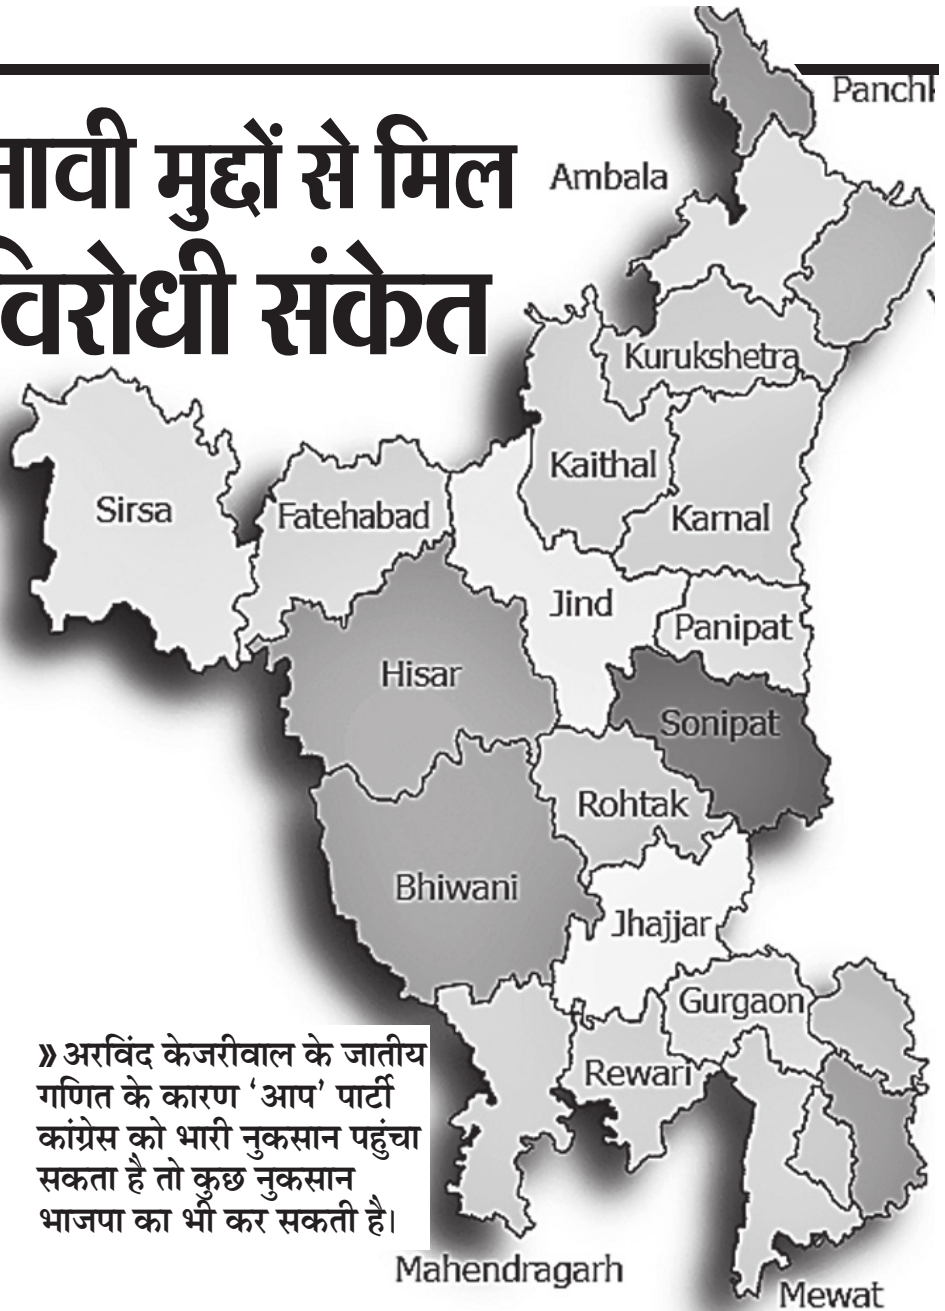 मुद्दों से मिल
विरोधी संकेत
Ambala
Kurukshetra
Kaithal
Sirsa
Fatehabad
Karnal
Jind
Panipat
Hisar
Sonipat
Rohtak
Bhiwani
Jhajjar
Gurgaon
Rewari
» अरविंद केजरीवाल के जातीय
गणित के कारण ‘आप’ पार्टी
कांग्रेस को भारी नुकसान पहुंचा
सकता है तो कुछ नुकसान
भाजपा का भी कर सकती है।
Mahendragarh
Mewat